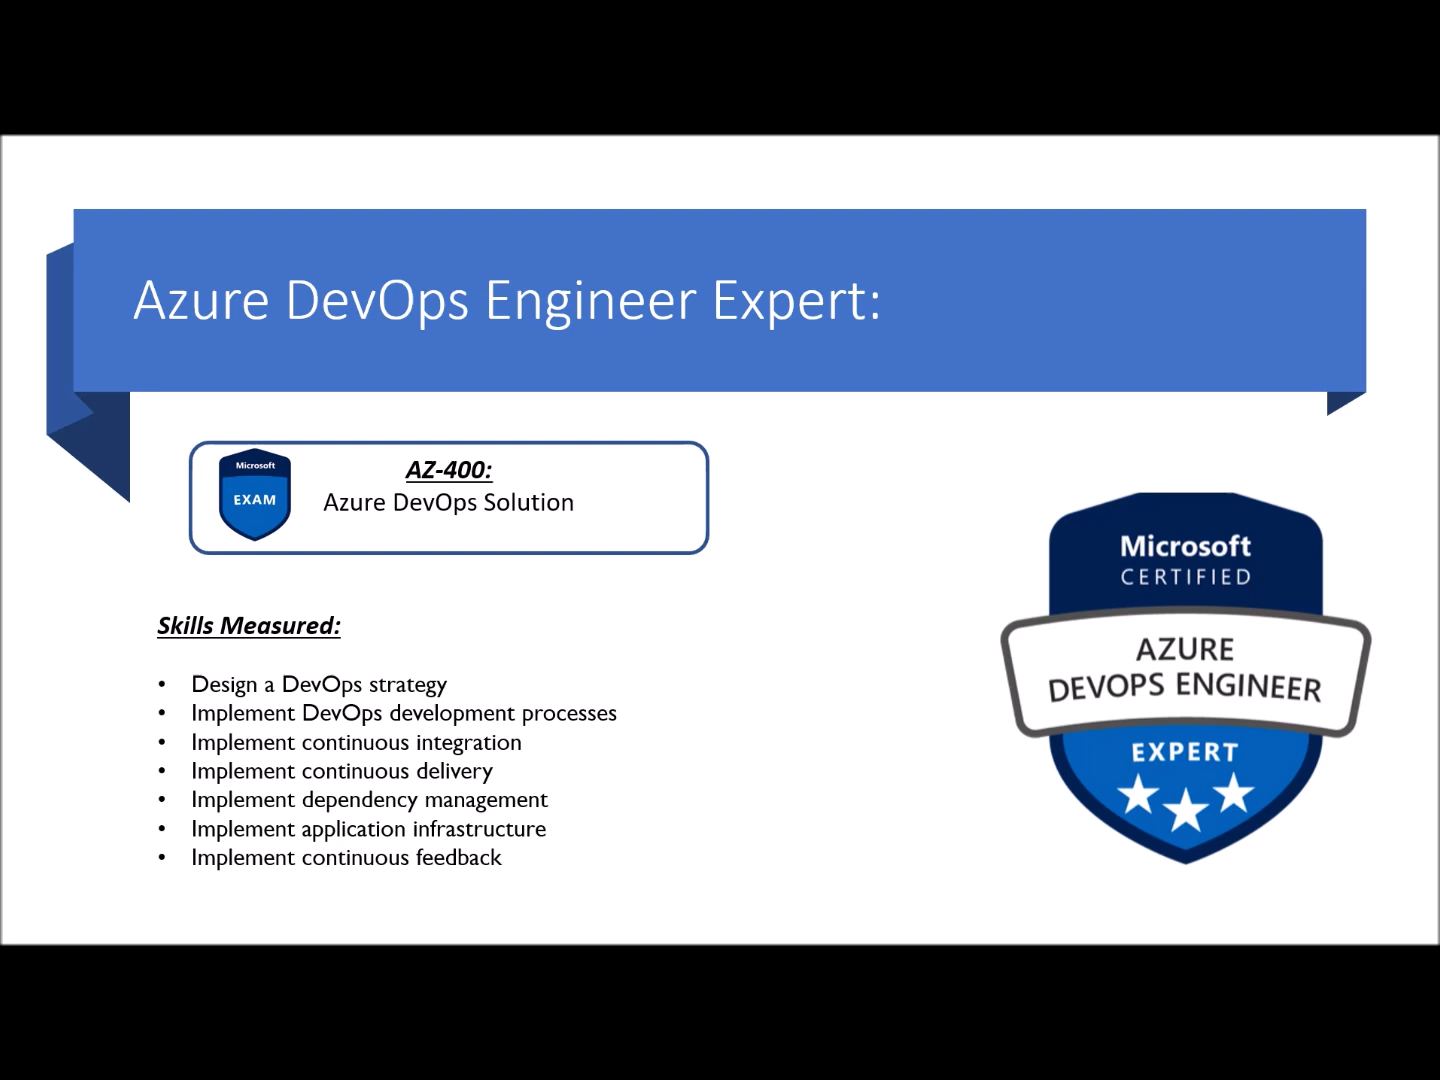 Azure DevOps Engineer Expert:
Microsoft
EXAM
AZ-400:
Azure DevOps Solution
Skills Measured:
• Design a DevOps strategy
• Implement DevOps development processes
• Implement continuous integration
• Implement continuous delivery
• Implement dependency management
• Implement application infrastructure
• Implement continuous feedback
Microsoft
CERTIFIED
AZURE
DEVOPS ENGINEER
EXPERT